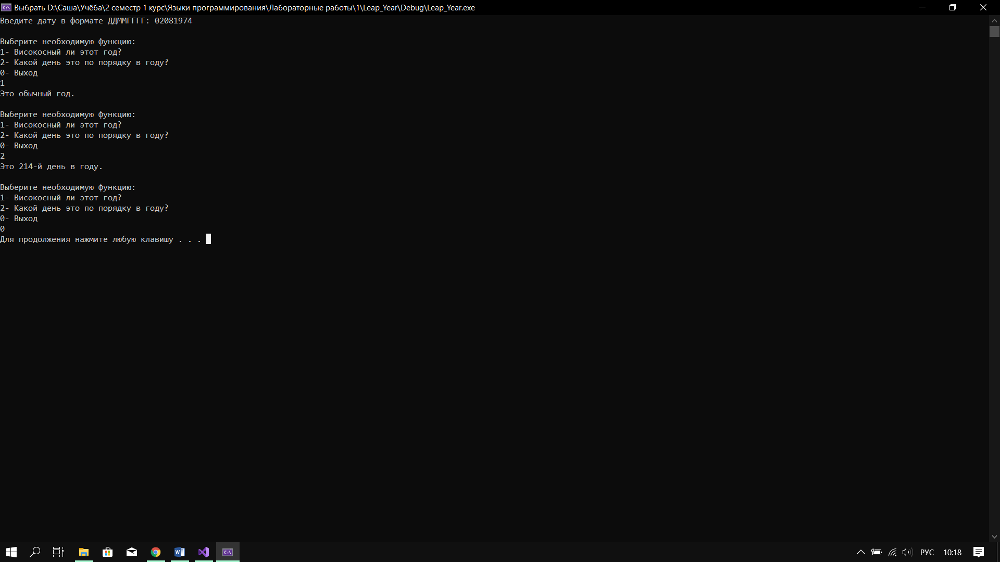 Выбрать D:\Саша\Учёба\2 семестр 1 курс\Языки программирования\Лабораторные работы\1\Leap_Year\Debug\Leap_Year.exe
Введите дату в формате ДДММГГГГ: 02081974
Выберите необходимую функцию:
1- Високосный ли этот год?
2- Какой день это по порядку в году?
0- Выход
1
Это обычный год.
Выберите необходимую функцию:
1- Високосный ли этот год?
2- Какой день это по порядку в году?
0- Выход
2
Это 214-й день в году.
Выберите необходимую функцию:
1- Високосный ли этот год?
2- Какой день это по порядку в году?
0- Выход
0
Для продолжения нажмите любую клавишу . . .
РУС 10:18